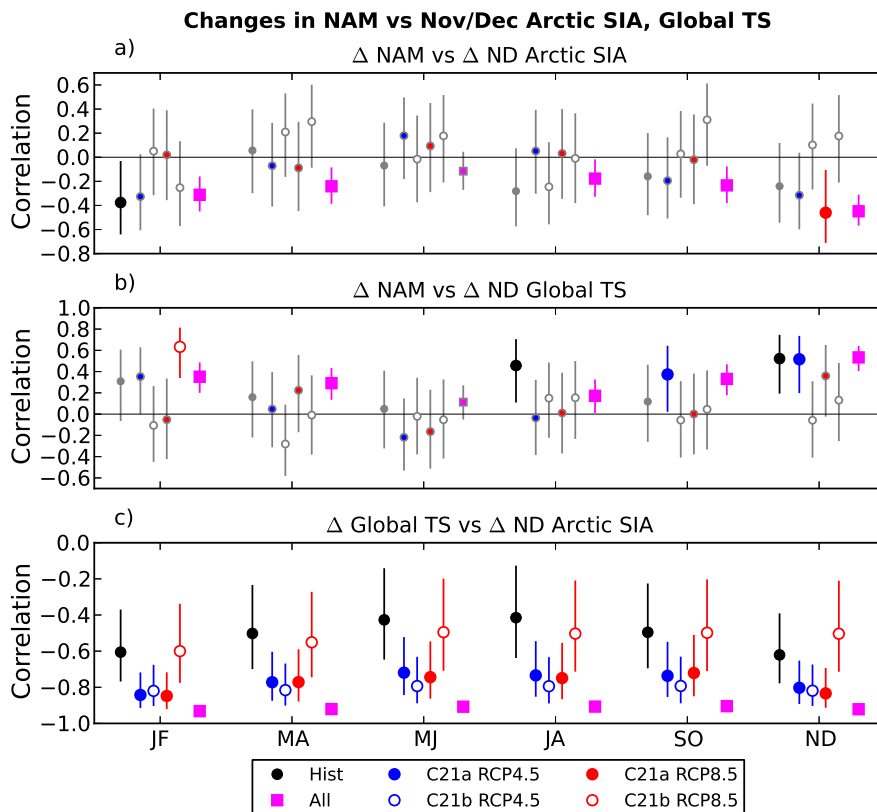 Changes in NAM vs Nov/Dec Arctic SIA, Global TS
a)
Δ NAM vs Δ ND Arctic SIA
Correlation
0.6
0.4
0.2
0.0
−0.2
−0.4
−0.6
−0.8
b)
Δ NAM vs Δ ND Global TS
Correlation
1.0
0.8
0.6
0.4
0.2
0.0
−0.2
−0.4
−0.6
c)
Δ Global TS vs Δ ND Arctic SIA
Correlation
0.0
−0.2
−0.4
−0.6
−0.8
−1.0
JF MA MJ JA SO ND
Hist C21a RCP4.5 C21a RCP8.5
All C21b RCP4.5 C21b RCP8.5